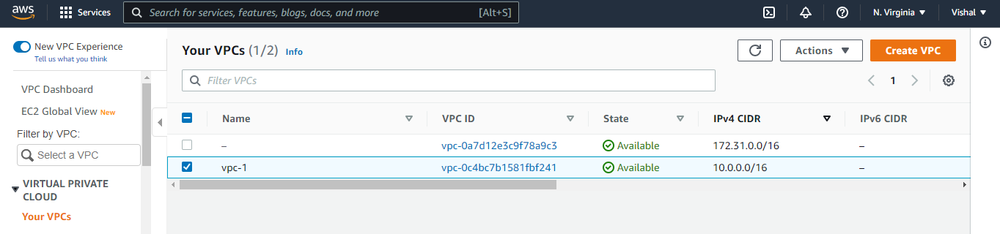 aws Services Search for services, features, blogs, docs, and more [Alt+S] N. Virginia Vishal
New VPC Experience
Tell us what you think
VPC Dashboard
EC2 Global View New
Filter by VPC:
Select a VPC
VIRTUAL PRIVATE
CLOUD
Your VPCs
Your VPCs (1/2) Info Actions Create VPC
Filter VPCs 1
Name VPC ID State IPv4 CIDR IPv6 CIDR
– vpc-0a7d12e3c9f78a9c3 Available 172.31.0.0/16 –
vpc-1 vpc-0c4bc7b1581fbf241 Available 10.0.0.0/16 –